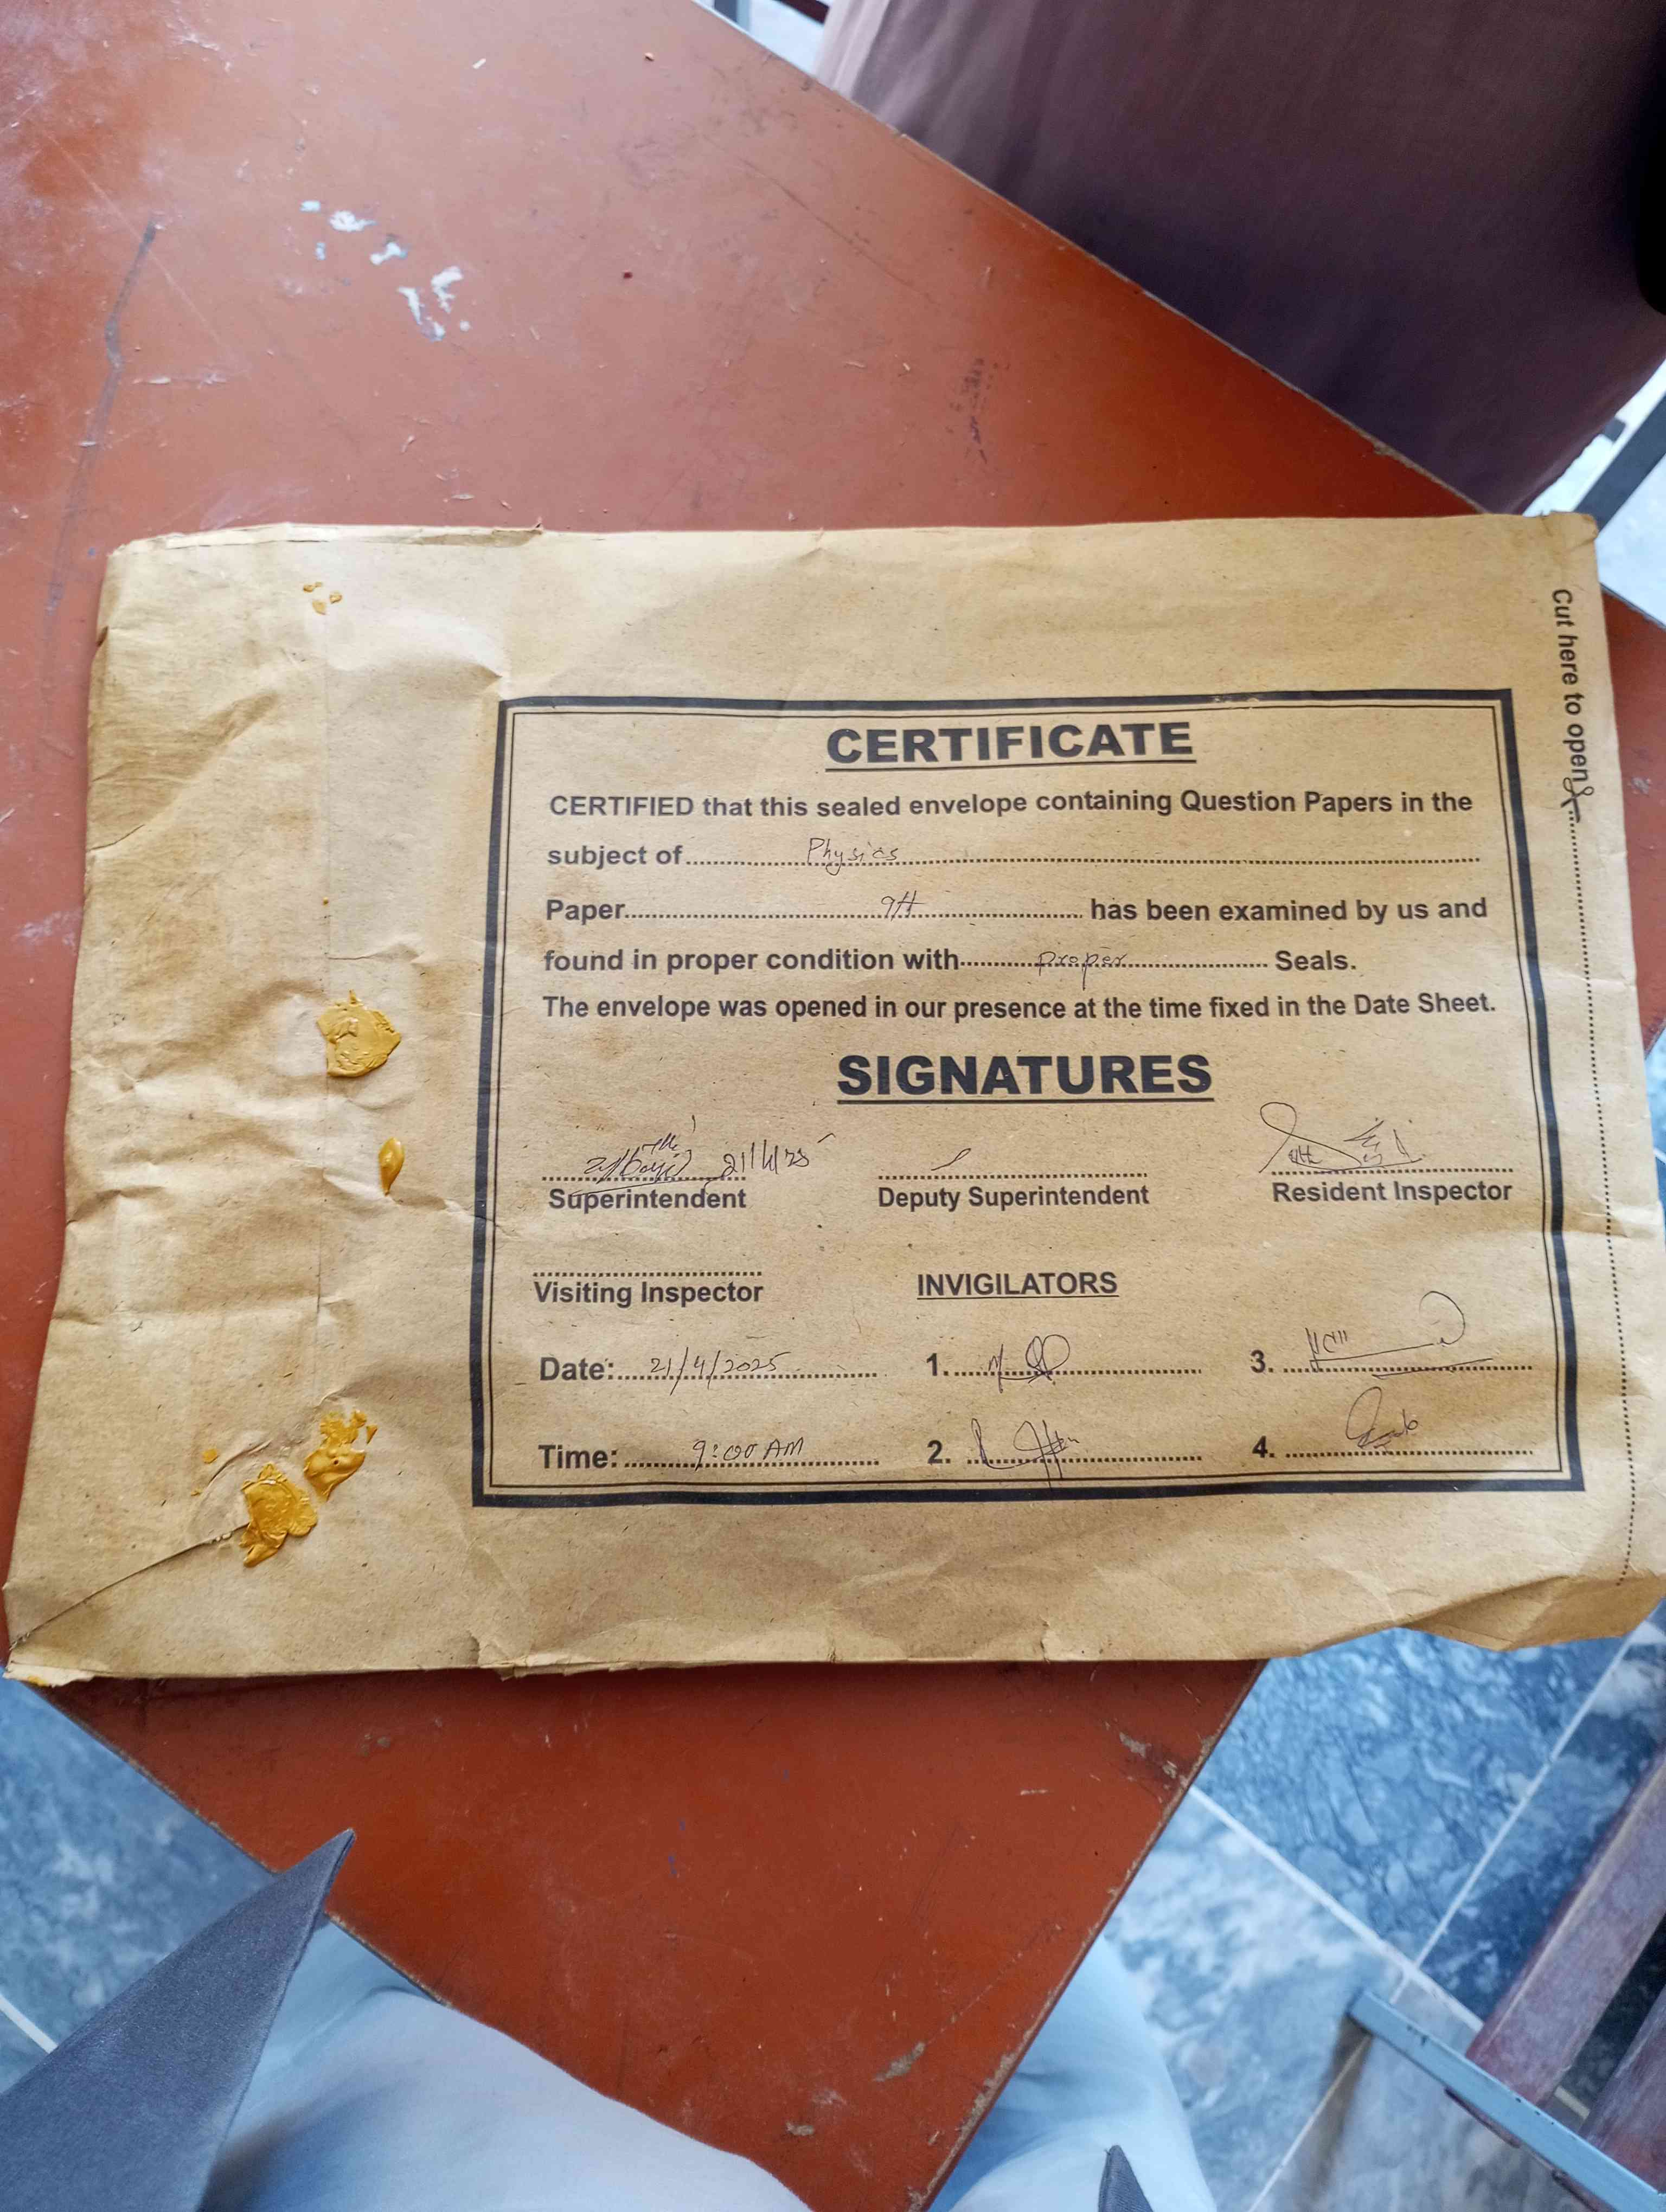 Cut here to open
CERTIFICATE
CERTIFIED that this sealed envelope containing Question Papers in the
subject of Physics
Paper 9th has been examined by us and
found in proper condition with proper Seals.
The envelope was opened in our presence at the time fixed in the Date Sheet.
SIGNATURES
21/4/25
Superintendent Deputy Superintendent Resident Inspector
Visiting Inspector INVIGILATORS
Date: 21/4/2025 1. 3.
Time: 9:00 AM 2. 4.